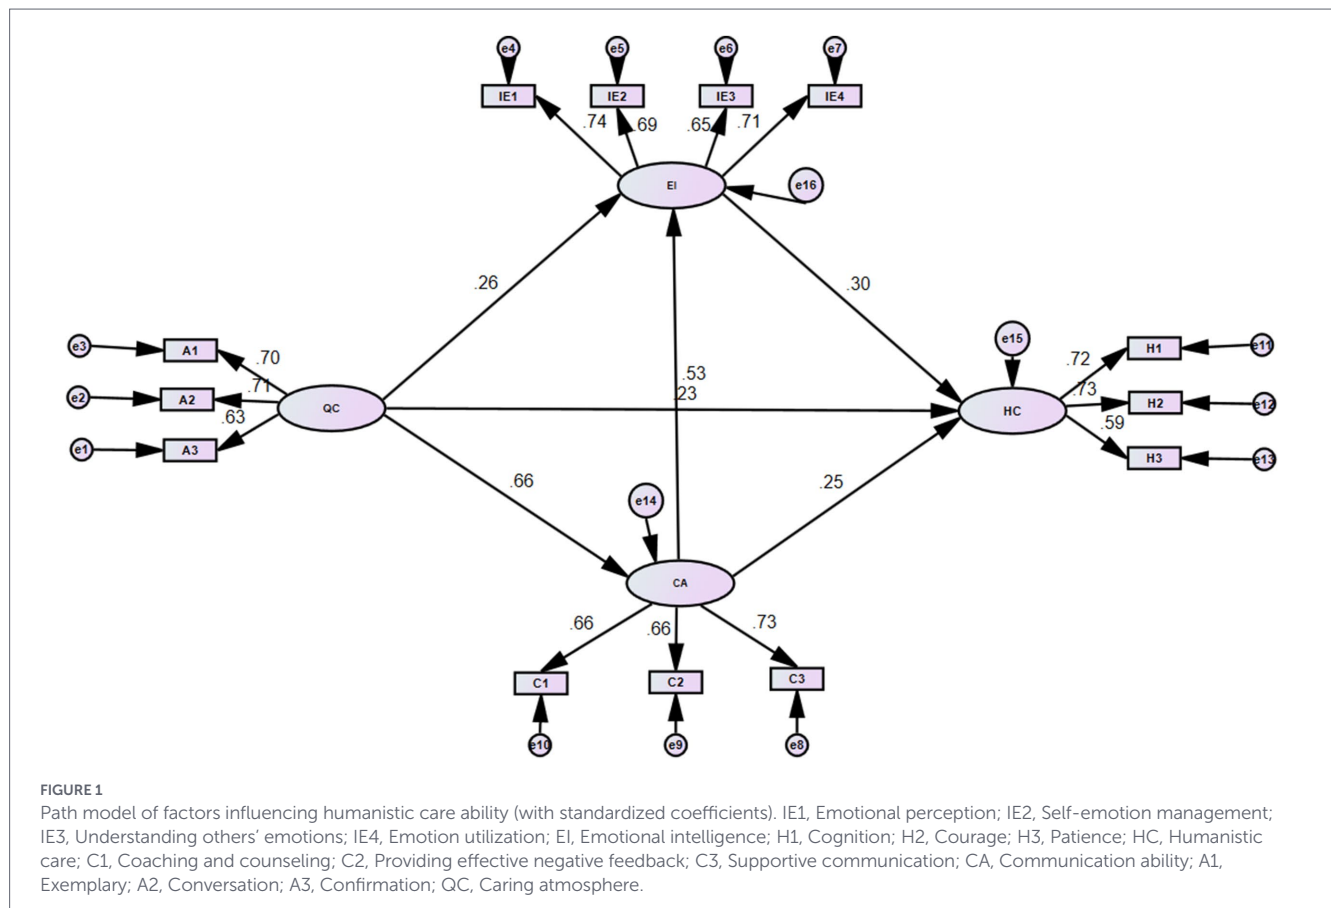 e4 e5 e6 e7
IE1 IE2 IE3 IE4
.74 .69 .65 .71
EI e16
.26 .30
e3 A1 .70
e2 A2 .71
e1 A3 .63
QC
.53
.23
e15
HC
.72 H1 e11
.73 H2 e12
.59 H3 e13
.66 .25
e14
CA
.66 .66 .73
C1 C2 C3
e10 e9 e8
FIGURE 1
Path model of factors influencing humanistic care ability (with standardized coefficients). IE1, Emotional perception; IE2, Self-emotion management;
IE3, Understanding others’ emotions; IE4, Emotion utilization; EI, Emotional intelligence; H1, Cognition; H2, Courage; H3, Patience; HC, Humanistic
care; C1, Coaching and counseling; C2, Providing effective negative feedback; C3, Supportive communication; CA, Communication ability; A1,
Exemplary; A2, Conversation; A3, Confirmation; QC, Caring atmosphere.